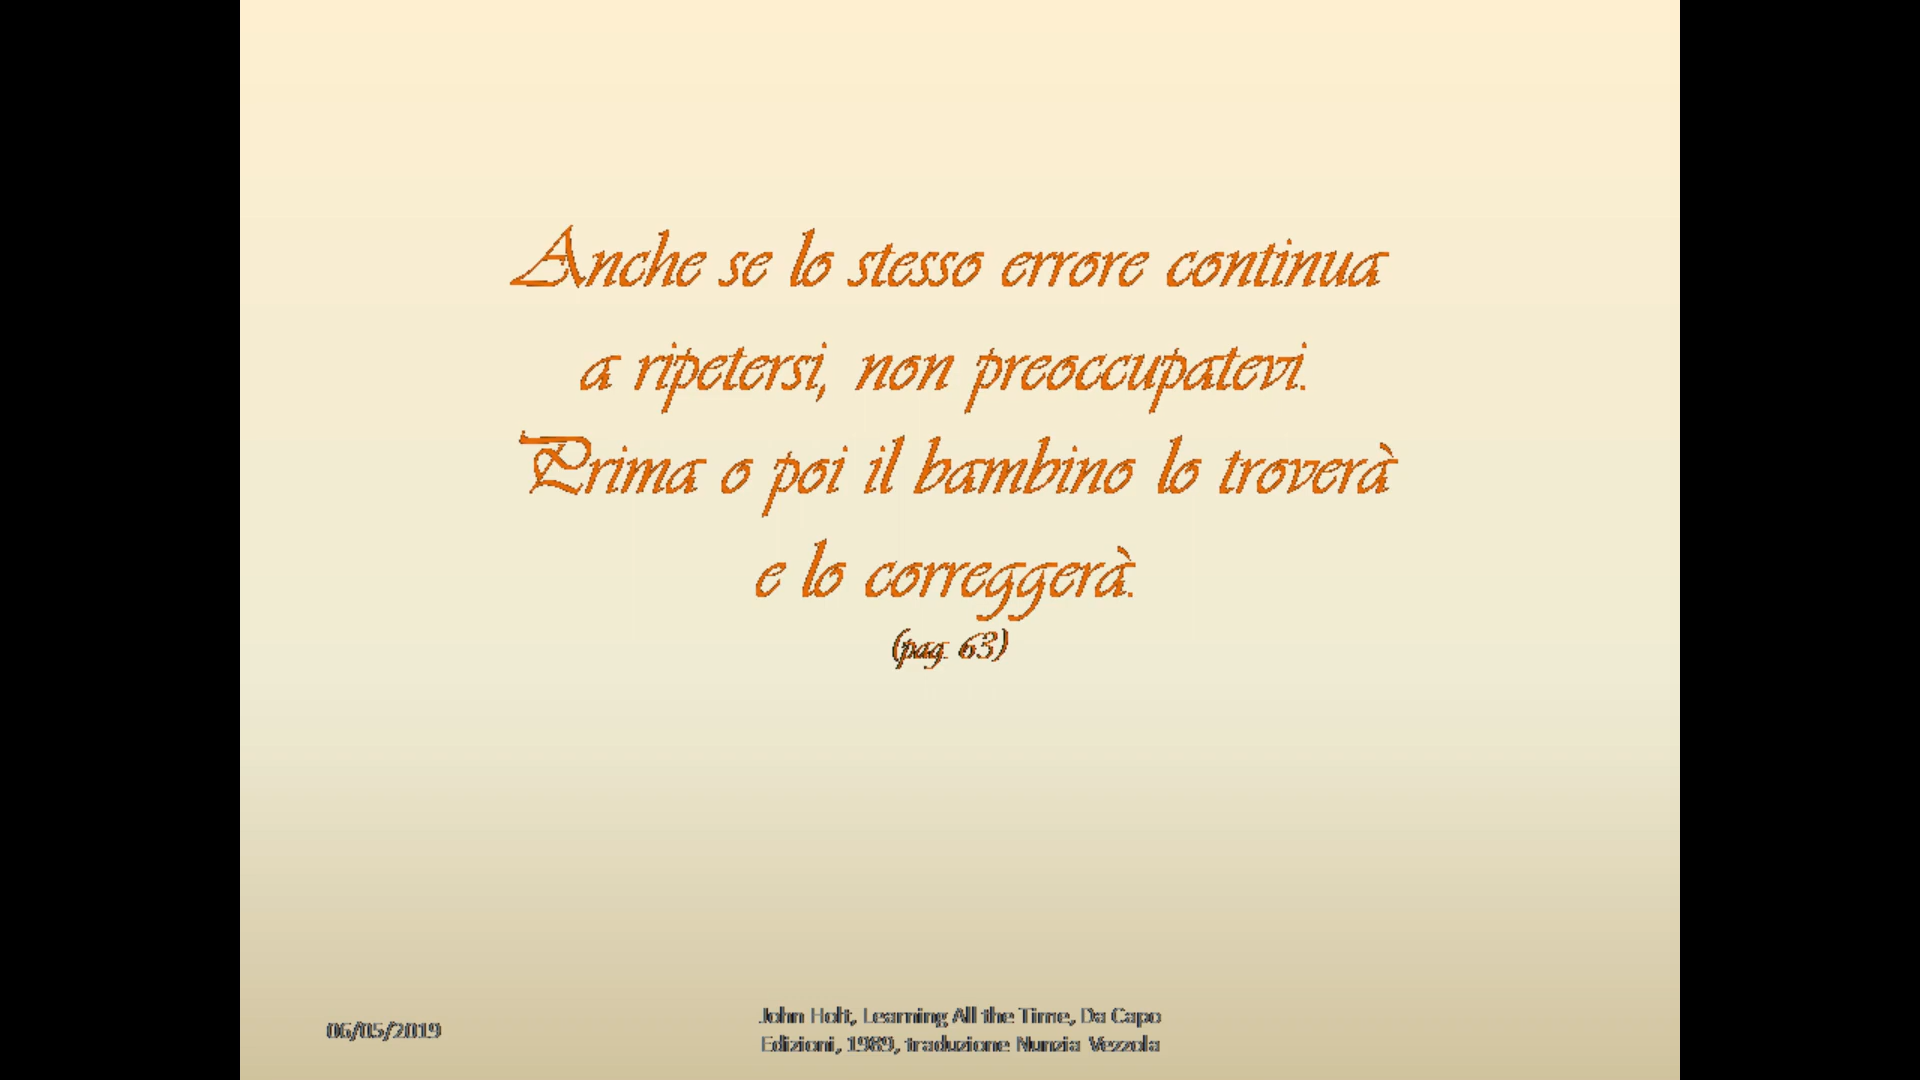 Anche se lo stesso errore continua
a ripetersi, non preoccupatevi.
Prima o poi il bambino lo troverà
e lo correggerà.
(pag. 63)
06/05/2019
John Holt, Learning All the Time, Da Capo
Edizioni, 1989, traduzione Nunzia Vezzola